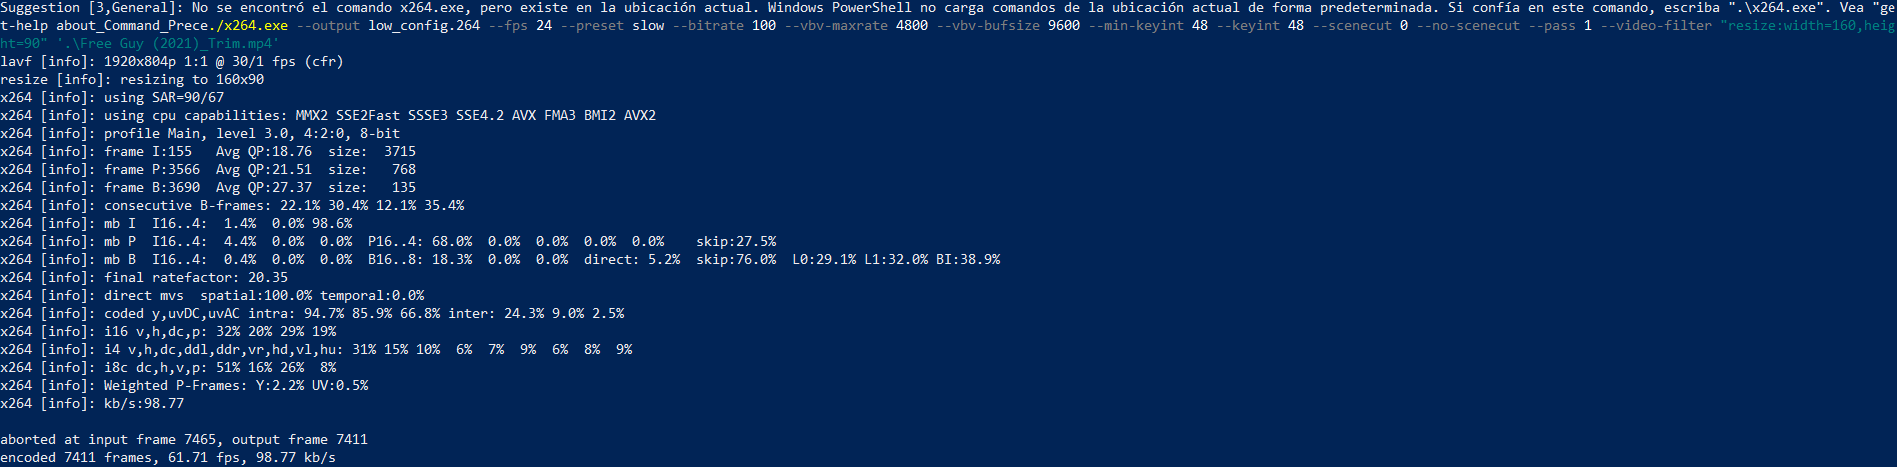 Suggestion [3,General]: No se encontró el comando x264.exe, pero existe en la ubicación actual. Windows PowerShell no carga comandos de la ubicación actual de forma predeterminada. Si confía en este comando, escriba ".\x264.exe". Vea "ge
t-help about_Command_Prece./x264.exe --output low_config.264 --fps 24 --preset slow --bitrate 100 --vbv-maxrate 4800 --vbv-bufsize 9600 --min-keyint 48 --keyint 48 --scenecut 0 --no-scenecut --pass 1 --video-filter "resize:width=160,heig
ht=90" '.\Free Guy (2021)_Trim.mp4'
lavf [info]: 1920x804p 1:1 @ 30/1 fps (cfr)
resize [info]: resizing to 160x90
x264 [info]: using SAR=90/67
x264 [info]: using cpu capabilities: MMX2 SSE2Fast SSSE3 SSE4.2 AVX FMA3 BMI2 AVX2
x264 [info]: profile Main, level 3.0, 4:2:0, 8-bit
x264 [info]: frame I:155   Avg QP:18.76  size:  3715
x264 [info]: frame P:3566  Avg QP:21.51  size:   768
x264 [info]: frame B:3690  Avg QP:27.37  size:   135
x264 [info]: consecutive B-frames: 22.1% 30.4% 12.1% 35.4%
x264 [info]: mb I  I16..4:  1.4%  0.0% 98.6%
x264 [info]: mb P  I16..4:  4.4%  0.0%  0.0%  P16..4: 68.0%  0.0%  0.0%  0.0%  0.0%    skip:27.5%
x264 [info]: mb B  I16..4:  0.4%  0.0%  0.0%  B16..8: 18.3%  0.0%  0.0%  direct: 5.2%  skip:76.0%  L0:29.1% L1:32.0% BI:38.9%
x264 [info]: final ratefactor: 20.35
x264 [info]: direct mvs  spatial:100.0% temporal:0.0%
x264 [info]: coded y,uvDC,uvAC intra: 94.7% 85.9% 66.8% inter: 24.3% 9.0% 2.5%
x264 [info]: i16 v,h,dc,p: 32% 20% 29% 19%
x264 [info]: i4 v,h,dc,ddl,ddr,vr,hd,vl,hu: 31% 15% 10%  6%  7%  9%  6%  8%  9%
x264 [info]: i8c dc,h,v,p: 51% 16% 26%  8%
x264 [info]: Weighted P-Frames: Y:2.2% UV:0.5%
x264 [info]: kb/s:98.77
aborted at input frame 7465, output frame 7411
encoded 7411 frames, 61.71 fps, 98.77 kb/s